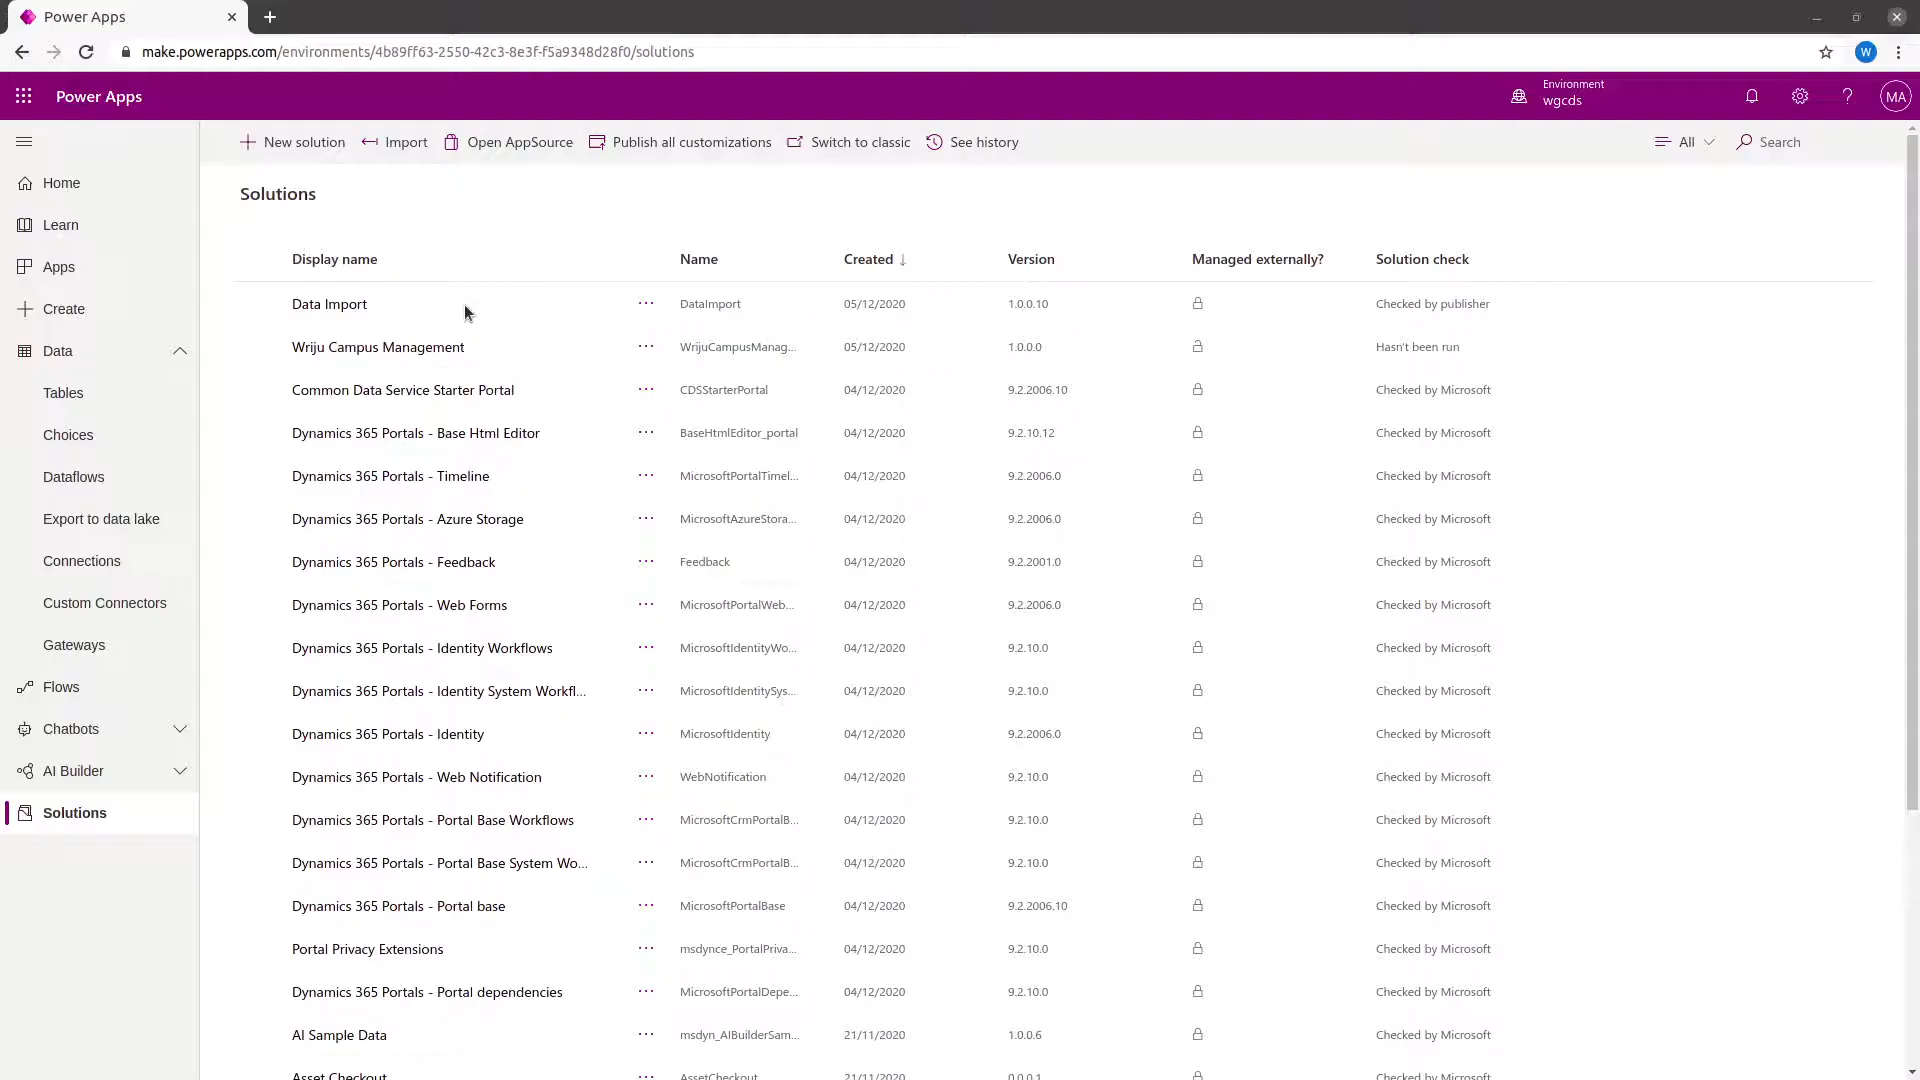 Power Apps
make.powerapps.com/environments/4b89ff63-2550-42c3-8e3f-f5a9348d28f0/solutions
W
Power Apps
Environment
wgcds
?
MA
New solution Import Open AppSource Publish all customizations Switch to classic See history All Search
Home
Learn
Apps
Create
Data
Tables
Choices
Dataflows
Export to data lake
Connections
Custom Connectors
Gateways
Flows
Chatbots
AI Builder
Solutions
Solutions
Display name Name Created ↓ Version Managed externally? Solution check
Data Import ... DataImport 05/12/2020 1.0.0.10 Checked by publisher
Wriju Campus Management ... WrijuCampusManag... 05/12/2020 1.0.0.0 Hasn't been run
Common Data Service Starter Portal ... CDSStarterPortal 04/12/2020 9.2.2006.10 Checked by Microsoft
Dynamics 365 Portals - Base Html Editor ... BaseHtmlEditor_portal 04/12/2020 9.2.10.12 Checked by Microsoft
Dynamics 365 Portals - Timeline ... MicrosoftPortalTimel... 04/12/2020 9.2.2006.0 Checked by Microsoft
Dynamics 365 Portals - Azure Storage ... MicrosoftAzureStora... 04/12/2020 9.2.2006.0 Checked by Microsoft
Dynamics 365 Portals - Feedback ... Feedback 04/12/2020 9.2.2001.0 Checked by Microsoft
Dynamics 365 Portals - Web Forms ... MicrosoftPortalWeb... 04/12/2020 9.2.2006.0 Checked by Microsoft
Dynamics 365 Portals - Identity Workflows ... MicrosoftIdentityWo... 04/12/2020 9.2.10.0 Checked by Microsoft
Dynamics 365 Portals - Identity System Workfl... ... MicrosoftIdentitySys... 04/12/2020 9.2.10.0 Checked by Microsoft
Dynamics 365 Portals - Identity ... MicrosoftIdentity 04/12/2020 9.2.2006.0 Checked by Microsoft
Dynamics 365 Portals - Web Notification ... WebNotification 04/12/2020 9.2.10.0 Checked by Microsoft
Dynamics 365 Portals - Portal Base Workflows ... MicrosoftCrmPortalB... 04/12/2020 9.2.10.0 Checked by Microsoft
Dynamics 365 Portals - Portal Base System Wo... ... MicrosoftCrmPortalB... 04/12/2020 9.2.10.0 Checked by Microsoft
Dynamics 365 Portals - Portal base ... MicrosoftPortalBase 04/12/2020 9.2.2006.10 Checked by Microsoft
Portal Privacy Extensions ... msdynce_PortalPriva... 04/12/2020 9.2.10.0 Checked by Microsoft
Dynamics 365 Portals - Portal dependencies ... MicrosoftPortalDepe... 04/12/2020 9.2.10.0 Checked by Microsoft
AI Sample Data ... msdyn_AIBuilderSam... 21/11/2020 1.0.0.6 Checked by Microsoft
Asset Checkout ... AssetCheckout 21/11/2020 0.0.0.1 Checked by Microsoft